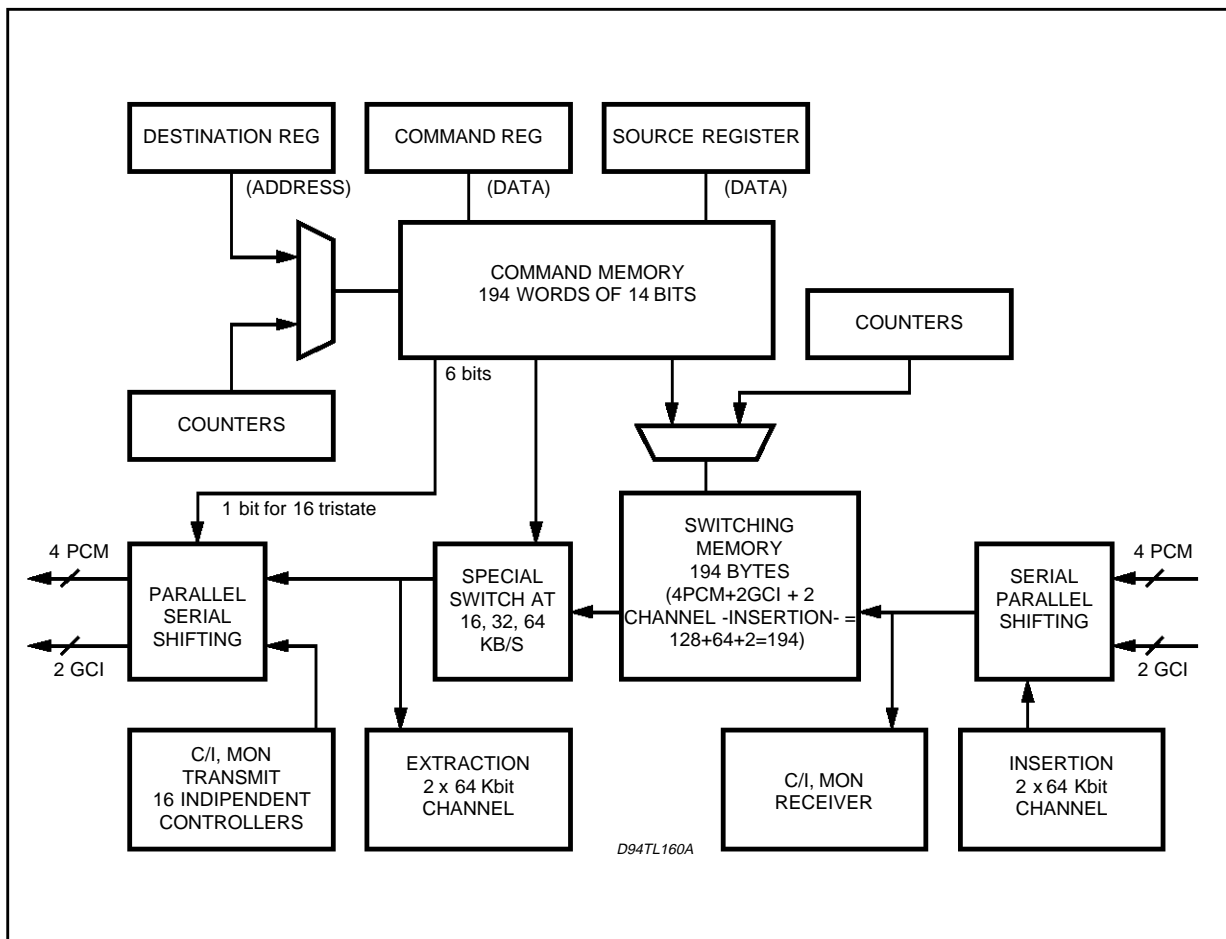 DESTINATION REG
COMMAND REG
SOURCE REGISTER
(ADDRESS)
(DATA)
(DATA)
COMMAND MEMORY
194 WORDS OF 14 BITS
COUNTERS
6 bits
COUNTERS
1 bit for 16 tristate
4 PCM
2 GCI
PARALLEL
SERIAL
SHIFTING
SPECIAL
SWITCH AT
16, 32, 64
KB/S
SWITCHING
MEMORY
194 BYTES
(4PCM+2GCI + 2
CHANNEL -INSERTION- =
128+64+2=194)
SERIAL
PARALLEL
SHIFTING
4 PCM
2 GCI
C/I, MON
TRANSMIT
16 INDIPENDENT
CONTROLLERS
EXTRACTION
2 x 64 Kbit
CHANNEL
C/I, MON
RECEIVER
INSERTION
2 x 64 Kbit
CHANNEL
D94TL160A